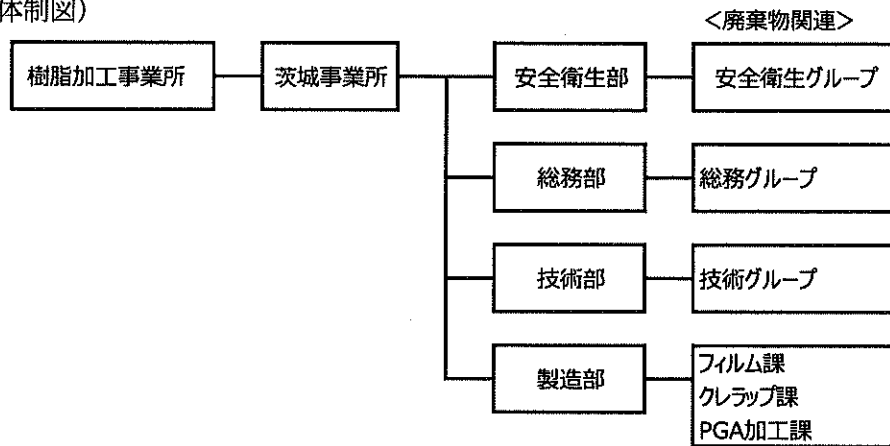 体制図)
<廃棄物関連>
樹脂加工事業所
茨城事業所
安全衛生部
安全衛生グループ
総務部
総務グループ
技術部
技術グループ
製造部
フィルム課
クレラップ課
PGA加工課